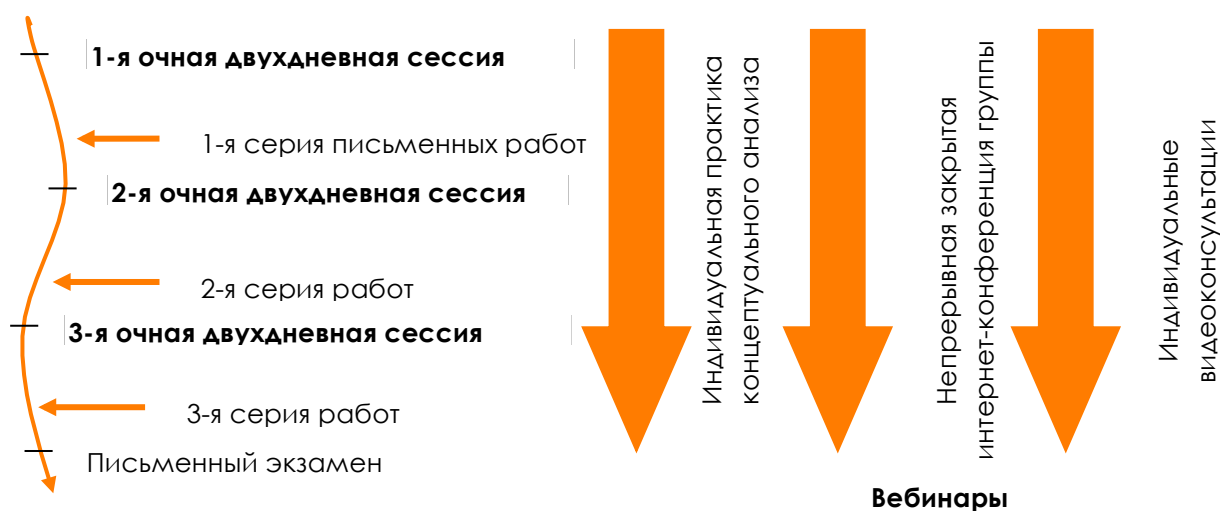 1-я очная двухдневная сессия
1-я серия письменных работ
2-я очная двухдневная сессия
2-я серия работ
3-я очная двухдневная сессия
3-я серия работ
Письменный экзамен
Индивидуальная практика
концептуального анализа
Непрерывная закрытая
интернет-конференция группы
Индивидуальные
видеоконсультации
Вебинары